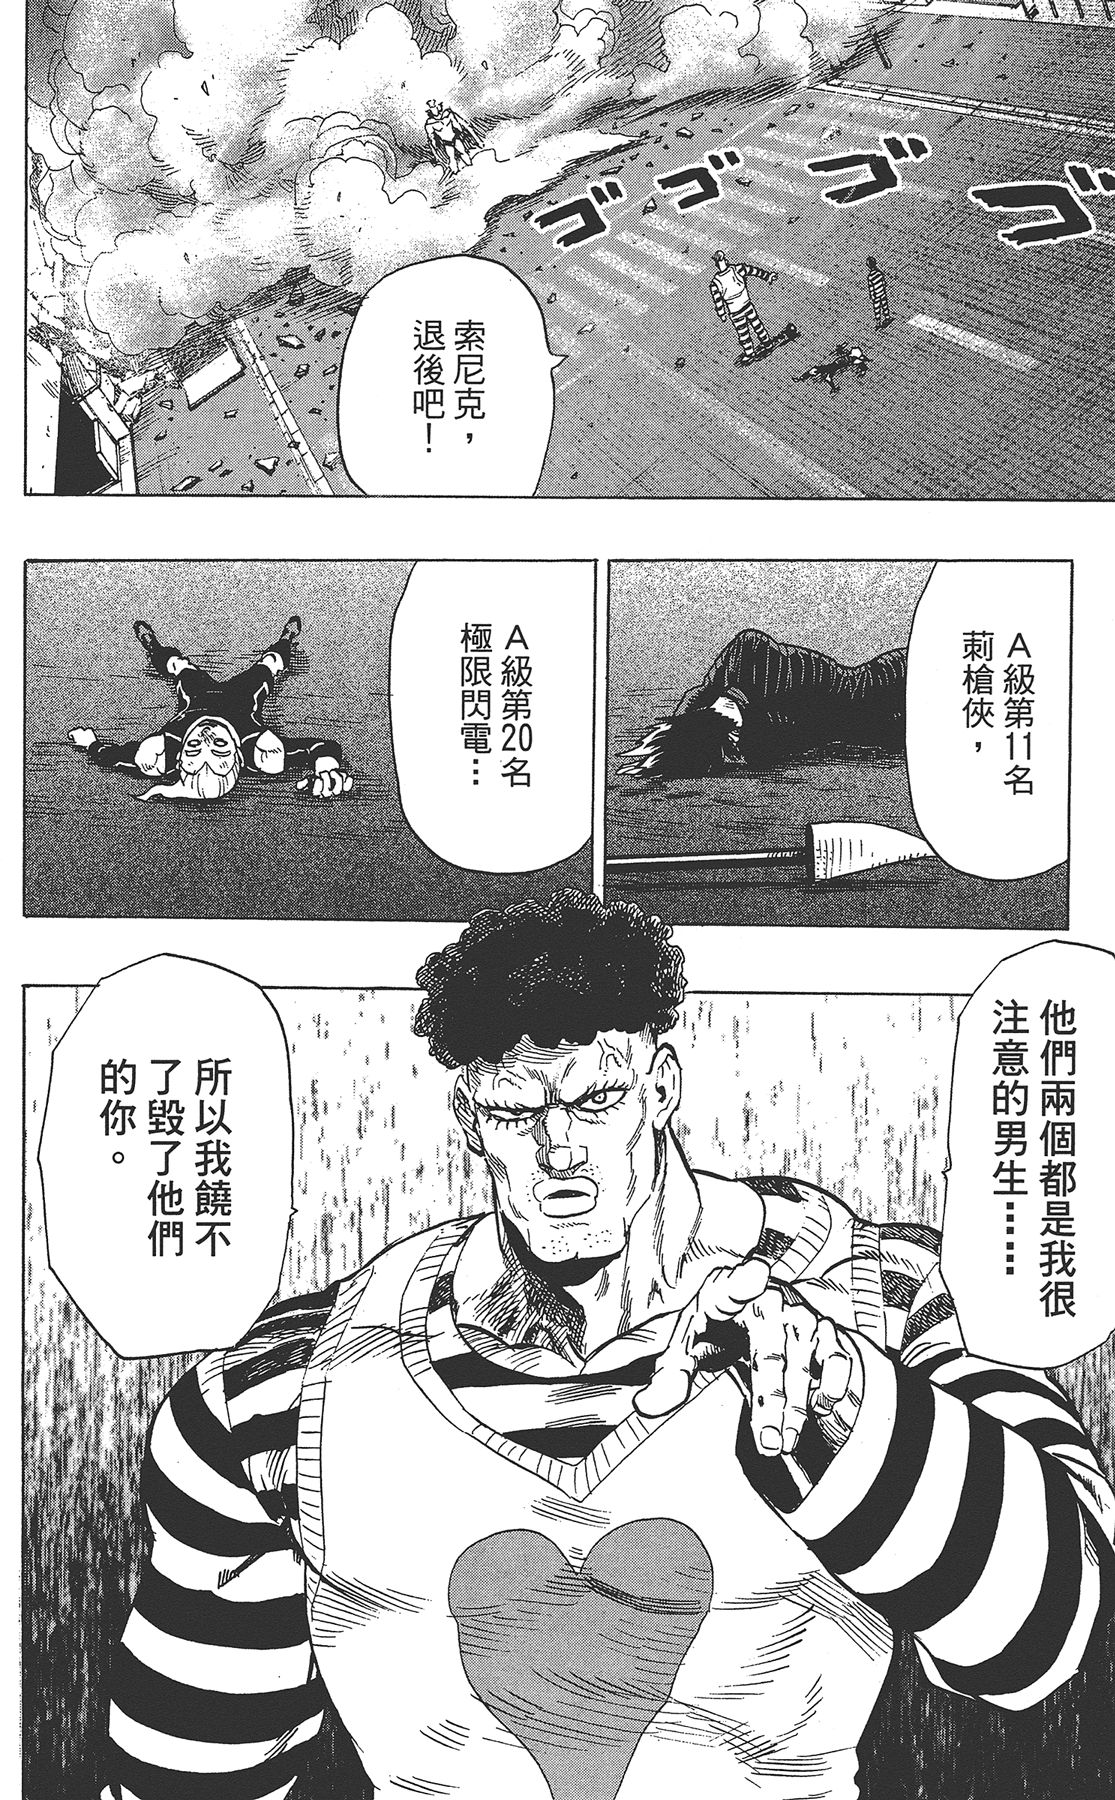 ゴ
ゴ
ゴ
ゴ
索尼克，
退後吧！
A級第11名
莿槍俠，
A級第20名
極限閃電⋯
他們兩個都是我很
注意的男生⋯⋯
所以我饒不
了毀了他們
的你。